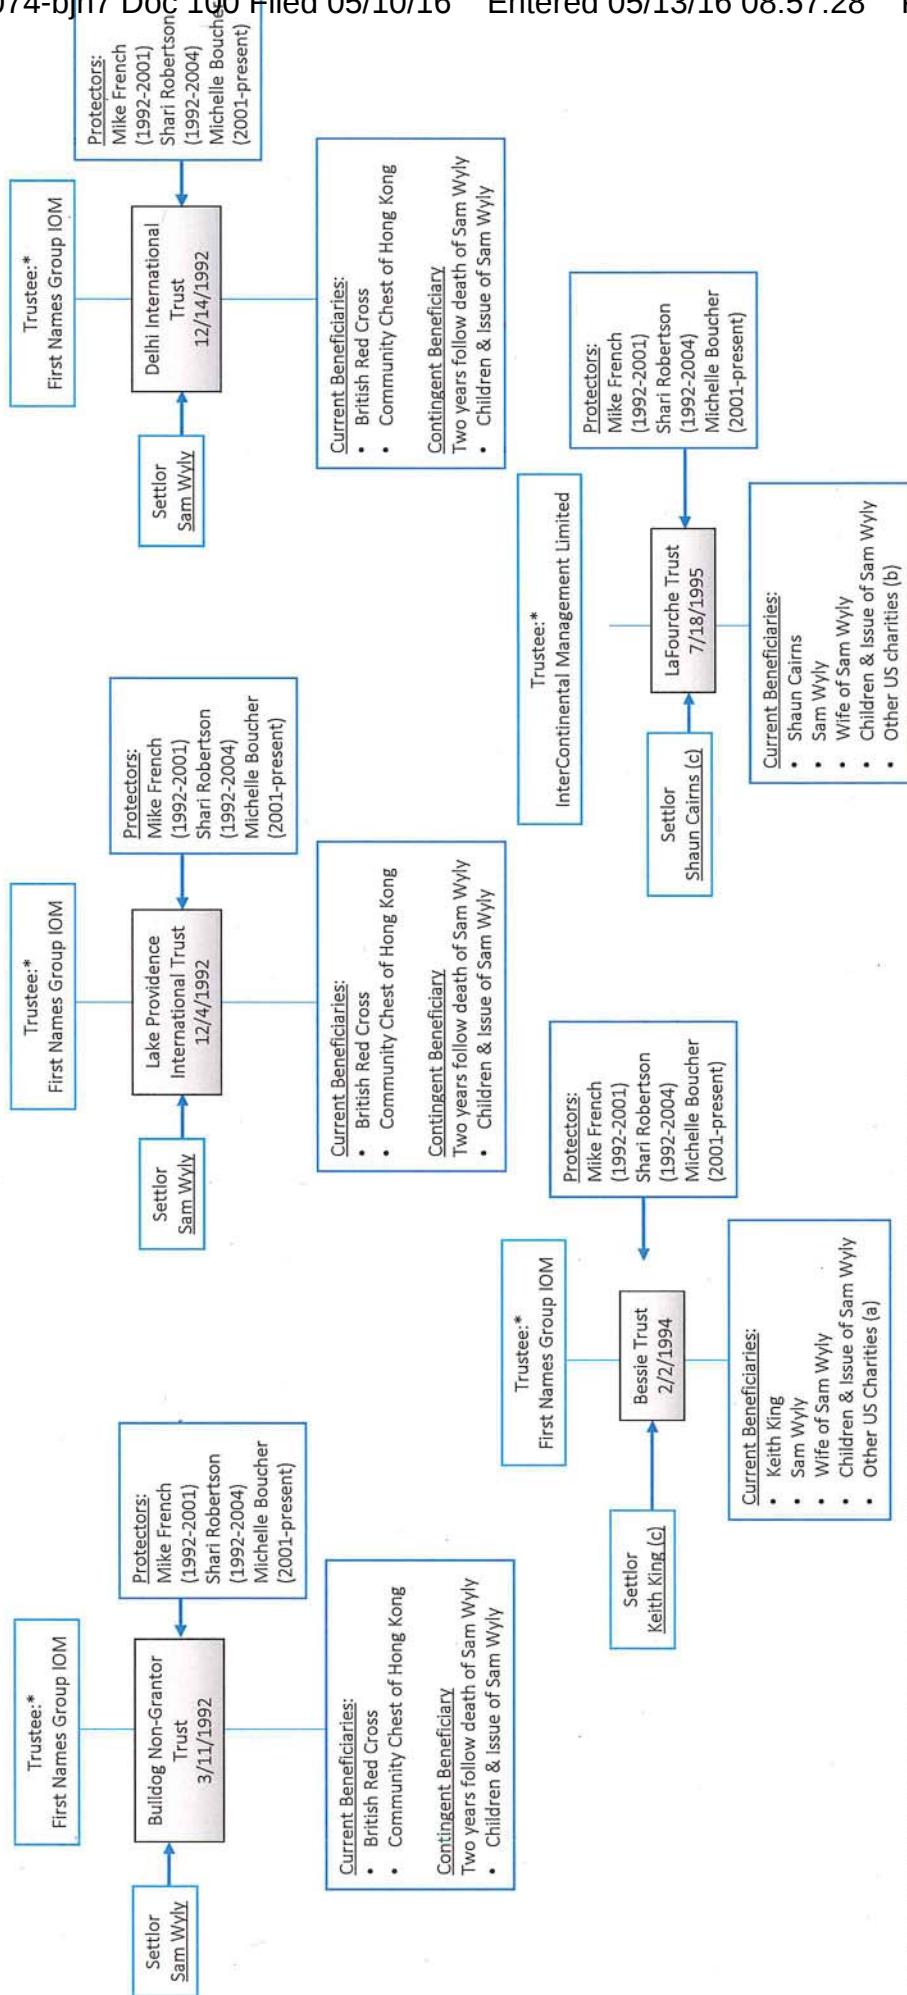 074-bjh7 Doc 100 Filed 05/10/16 Entered 05/13/16 08:57:28
Trustee:*
First Names Group IOM
Settlor
Sam Wyly
Bulldog Non-Grantor
Trust
3/11/1992
Protectors:
Mike French
(1992-2001)
Shari Robertson
(1992-2004)
Michelle Boucher
(2001-present)
Current Beneficiaries:
• British Red Cross
• Community Chest of Hong Kong
Contingent Beneficiary
Two years follow death of Sam Wyly
• Children & Issue of Sam Wyly
Trustee:*
First Names Group IOM
Settlor
Sam Wyly
Lake Providence
International Trust
12/4/1992
Protectors:
Mike French
(1992-2001)
Shari Robertson
(1992-2004)
Michelle Boucher
(2001-present)
Current Beneficiaries:
• British Red Cross
• Community Chest of Hong Kong
Contingent Beneficiary
Two years follow death of Sam Wyly
• Children & Issue of Sam Wyly
Trustee:*
First Names Group IOM
Settlor
Sam Wyly
Delhi International
Trust
12/14/1992
Protectors:
Mike French
(1992-2001)
Shari Robertson
(1992-2004)
Michelle Boucher
(2001-present)
Current Beneficiaries:
• British Red Cross
• Community Chest of Hong Kong
Contingent Beneficiary
Two years follow death of Sam Wyly
• Children & Issue of Sam Wyly
Trustee:*
First Names Group IOM
Settlor
Keith King (c)
Bessie Trust
2/2/1994
Protectors:
Mike French
(1992-2001)
Shari Robertson
(1992-2004)
Michelle Boucher
(2001-present)
Current Beneficiaries:
• Keith King
• Sam Wyly
• Wife of Sam Wyly
• Children & Issue of Sam Wyly
• Other US Charities (a)
Trustee:*
InterContinental Management Limited
Settlor
Shaun Cairns (c)
LaFourche Trust
7/18/1995
Protectors:
Mike French
(1992-2001)
Shari Robertson
(1992-2004)
Michelle Boucher
(2001-present)
Current Beneficiaries:
• Shaun Cairns
• Sam Wyly
• Wife of Sam Wyly
• Children & Issue of Sam Wyly
• Other US charities (b)